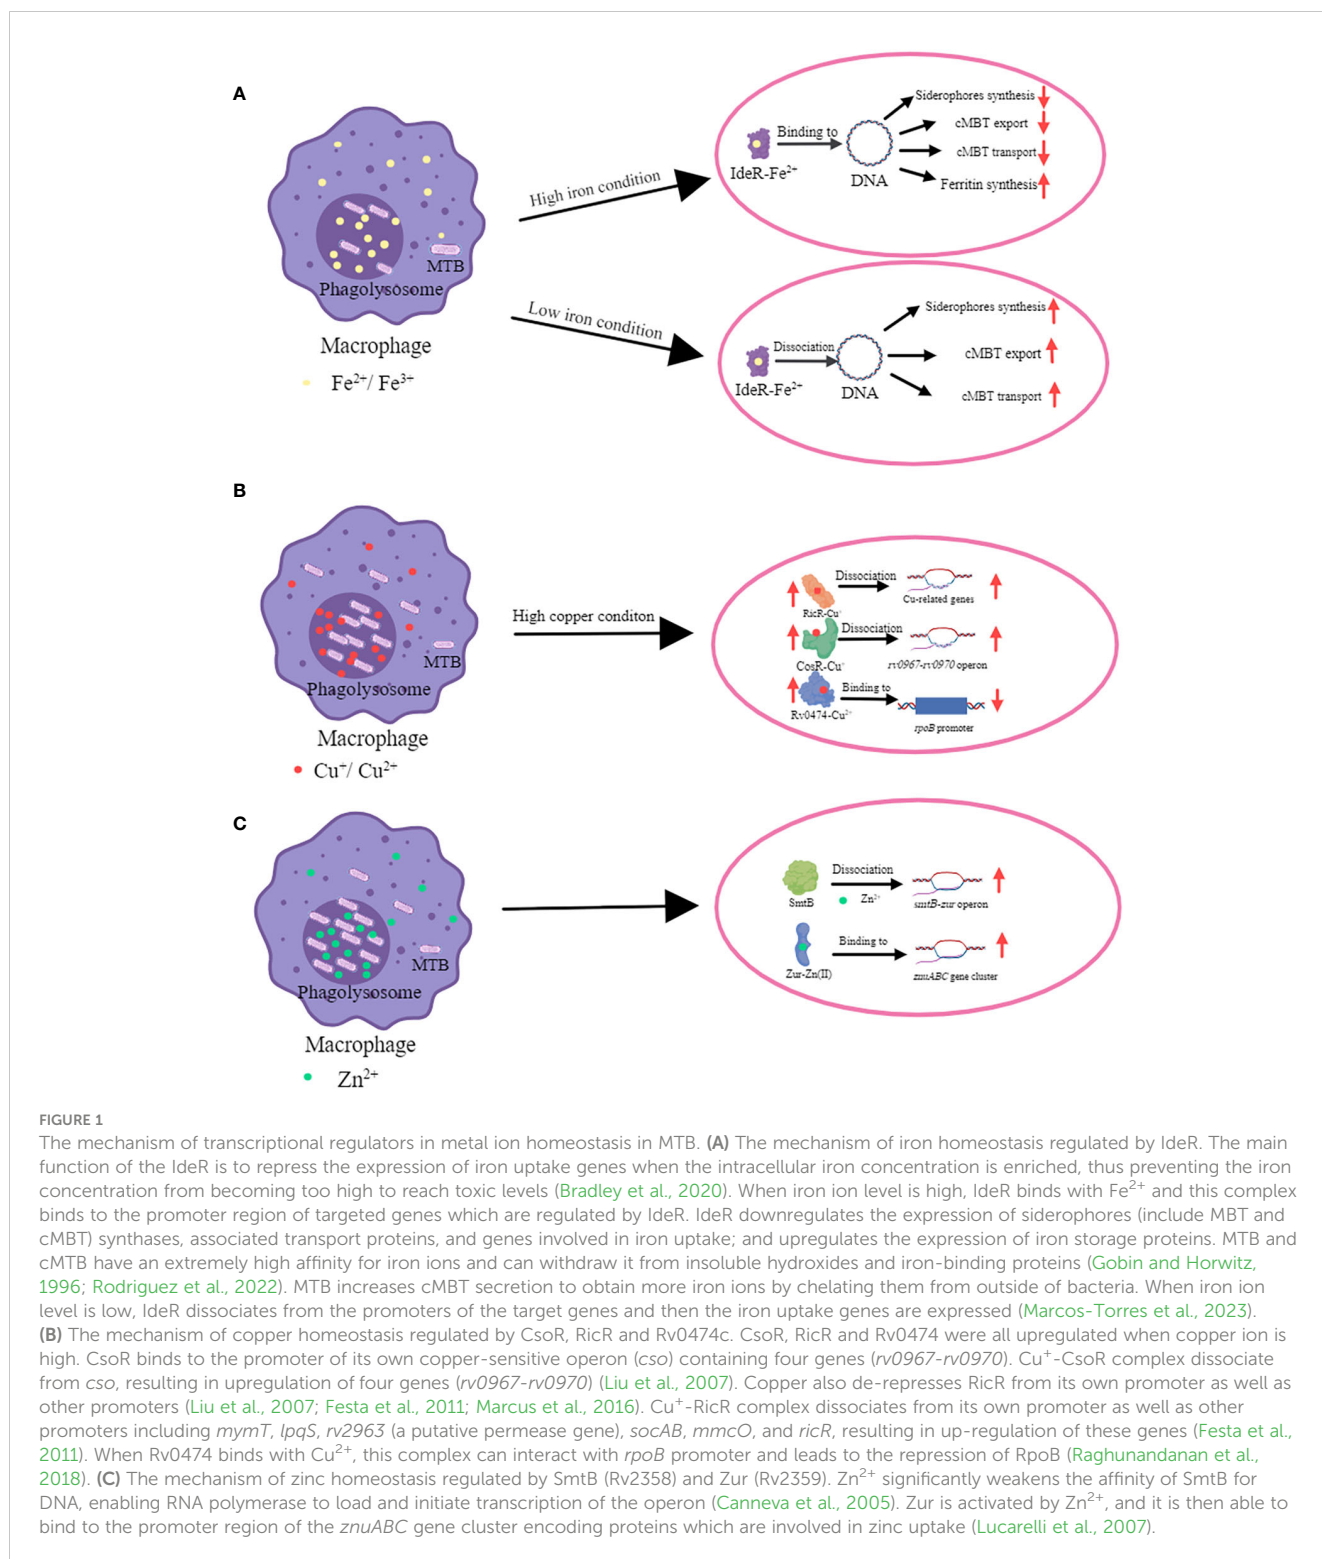 A
Siderophores synthesis
cMBT export
Binding to
cMBT transport
IdeR-Fe²⁺
DNA
Ferritin synthesis
High iron condition
MTB
Phagolysosome
Low iron condition
Macrophage
Fe²⁺/ Fe³⁺
Siderophores synthesis
Dissociation
cMBT export
IdeR-Fe²⁺
DNA
cMBT transport
B
High copper conditon
MTB
Phagolysosome
Macrophage
Cu⁺/ Cu²⁺
Dissociation
RicR-Cu⁺
Cu-related genes
Dissociation
CosR-Cu⁺
rv0967-rv0970 operon
Binding to
Rv0474-Cu²⁺
rpoB promoter
C
MTB
Phagolysosome
Macrophage
Zn²⁺
Dissociation
SmtB
Zn²⁺
smtB-zur operon
Binding to
Zur-Zn(II)
znuABC gene cluster
FIGURE 1
The mechanism of transcriptional regulators in metal ion homeostasis in MTB. (A) The mechanism of iron homeostasis regulated by IdeR. The main
function of the IdeR is to repress the expression of iron uptake genes when the intracellular iron concentration is enriched, thus preventing the iron
concentration from becoming too high to reach toxic levels (Bradley et al., 2020). When iron ion level is high, IdeR binds with Fe²⁺ and this complex
binds to the promoter region of targeted genes which are regulated by IdeR. IdeR downregulates the expression of siderophores (include MBT and
cMBT) synthases, associated transport proteins, and genes involved in iron uptake; and upregulates the expression of iron storage proteins. MTB and
cMTB have an extremely high affinity for iron ions and can withdraw it from insoluble hydroxides and iron-binding proteins (Gobin and Horwitz,
1996; Rodriguez et al., 2022). MTB increases cMBT secretion to obtain more iron ions by chelating them from outside of bacteria. When iron ion
level is low, IdeR dissociates from the promoters of the target genes and then the iron uptake genes are expressed (Marcos-Torres et al., 2023).
(B) The mechanism of copper homeostasis regulated by CsoR, RicR and Rv0474c. CsoR, RicR and Rv0474 were all upregulated when copper ion is
high. CsoR binds to the promoter of its own copper-sensitive operon (cso) containing four genes (rv0967-rv0970). Cu⁺-CsoR complex dissociate
from cso, resulting in upregulation of four genes (rv0967-rv0970) (Liu et al., 2007). Copper also de-represses RicR from its own promoter as well as
other promoters (Liu et al., 2007; Festa et al., 2011; Marcus et al., 2016). Cu⁺-RicR complex dissociates from its own promoter as well as other
promoters including mymT, lpqS, rv2963 (a putative permease gene), socAB, mmcO, and ricR, resulting in up-regulation of these genes (Festa et al.,
2011). When Rv0474 binds with Cu²⁺, this complex can interact with rpoB promoter and leads to the repression of RpoB (Raghunandanan et al.,
2018). (C) The mechanism of zinc homeostasis regulated by SmtB (Rv2358) and Zur (Rv2359). Zn²⁺ significantly weakens the affinity of SmtB for
DNA, enabling RNA polymerase to load and initiate transcription of the operon (Canneva et al., 2005). Zur is activated by Zn²⁺, and it is then able to
bind to the promoter region of the znuABC gene cluster encoding proteins which are involved in zinc uptake (Lucarelli et al., 2007).